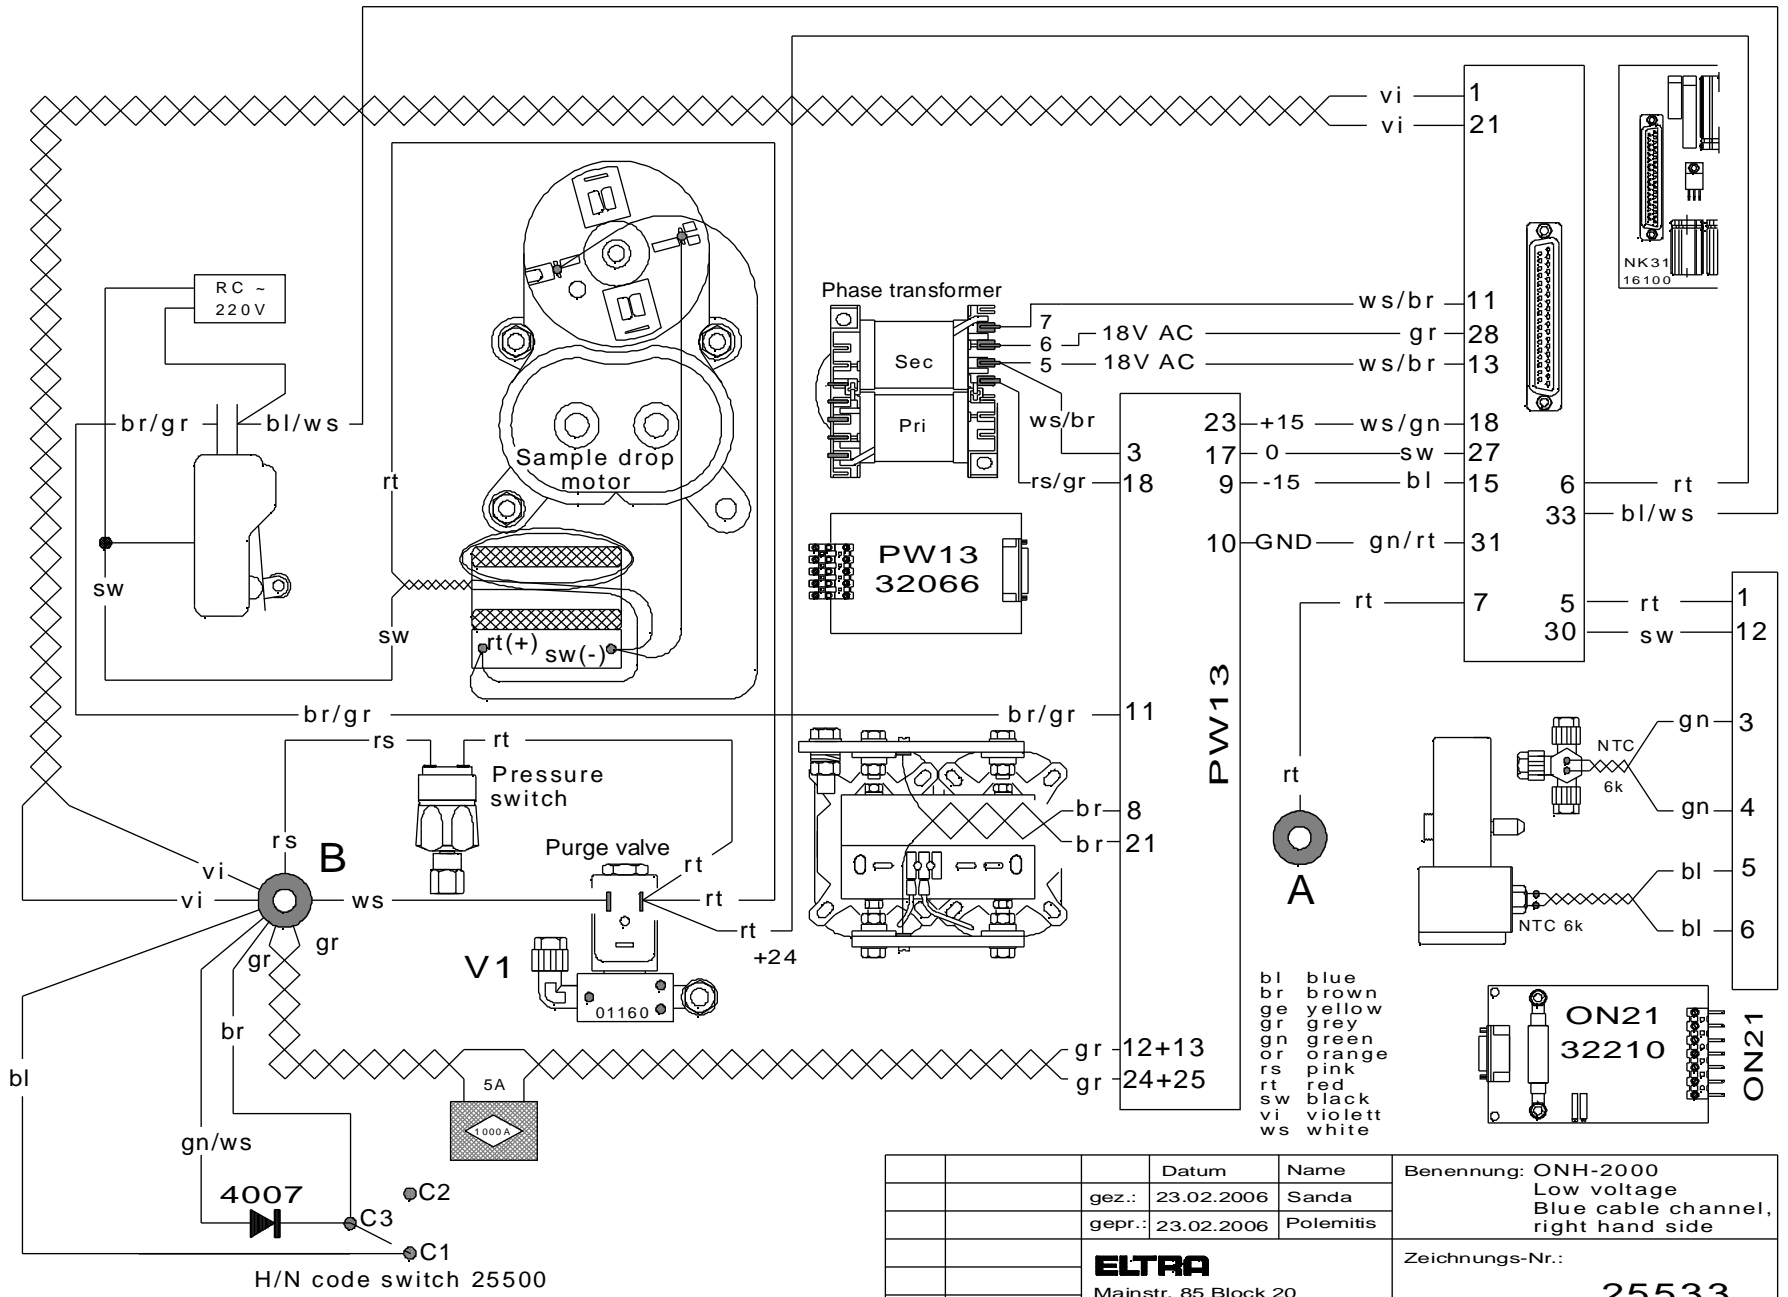 vi 1
vi 21
RC ~
220V
NK31
16100
Phase transformer
7
ws/br 11
6
18V AC gr 28
5
18V AC ws/br 13
Sec
Pri
br/gr
bl/ws
Sample drop
motor
rt
ws/br
3
rs/gr 18
23 +15 ws/gn 18
17 0 sw 27
9 -15 bl 15
6 rt
33 bl/ws
10 GND gn/rt 31
PW13
32066
sw
sw
rt(+)
sw(-)
rt 7
5 rt 1
30 sw 12
br/gr
br/gr 11
PW13
rs
rt
Pressure
switch
rt
gn 3
NTC
6k
gn 4
br 8
br 21
rs
B
vi
vi
ws
Purge valve
rt
rt
rt
+24
A
bl 5
NTC 6k
bl 6
gr
gr
V1
01160
br
bl blue
br brown
ge yellow
gr grey
gn green
or orange
rs pink
rt red
sw black
vi violett
ws white
ON21
32210
ON21
gr 12+13
gr 24+25
bl
5A
1000A
gn/ws
4007
C2
C3
C1
H/N code switch 25500
Datum Name
gez.: 23.02.2006 Sanda
gepr.: 23.02.2006 Polemitis
Benennung: ONH-2000
Low voltage
Blue cable channel,
right hand side
ELTRA
Mainstr. 85 Block 20
Zeichnungs-Nr.:
25533